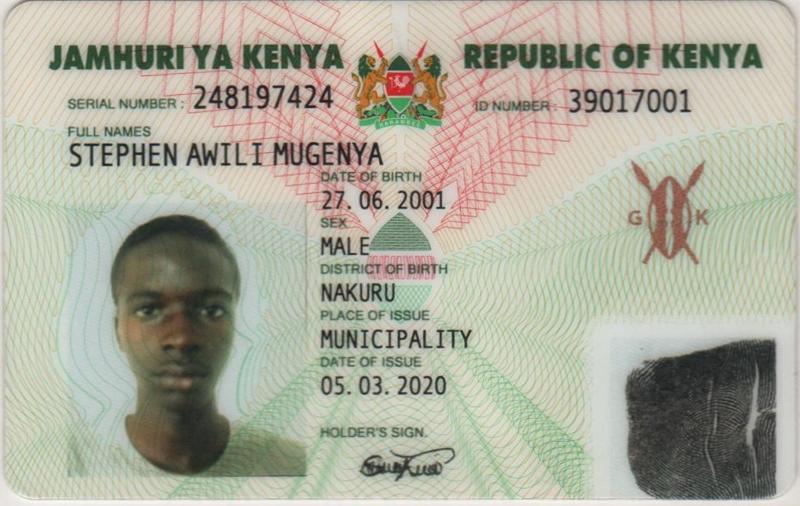 JAMHURI YA KENYA REPUBLIC OF KENYA
SERIAL NUMBER : 248197424 ID NUMBER : 39017001
HARAMBEE
FULL NAMES
STEPHEN AWILI MUGENYA
DATE OF BIRTH
27. 06. 2001
SEX
MALE
G K
DISTRICT OF BIRTH
NAKURU
PLACE OF ISSUE
MUNICIPALITY
DATE OF ISSUE
05. 03. 2020
HOLDER'S SIGN.